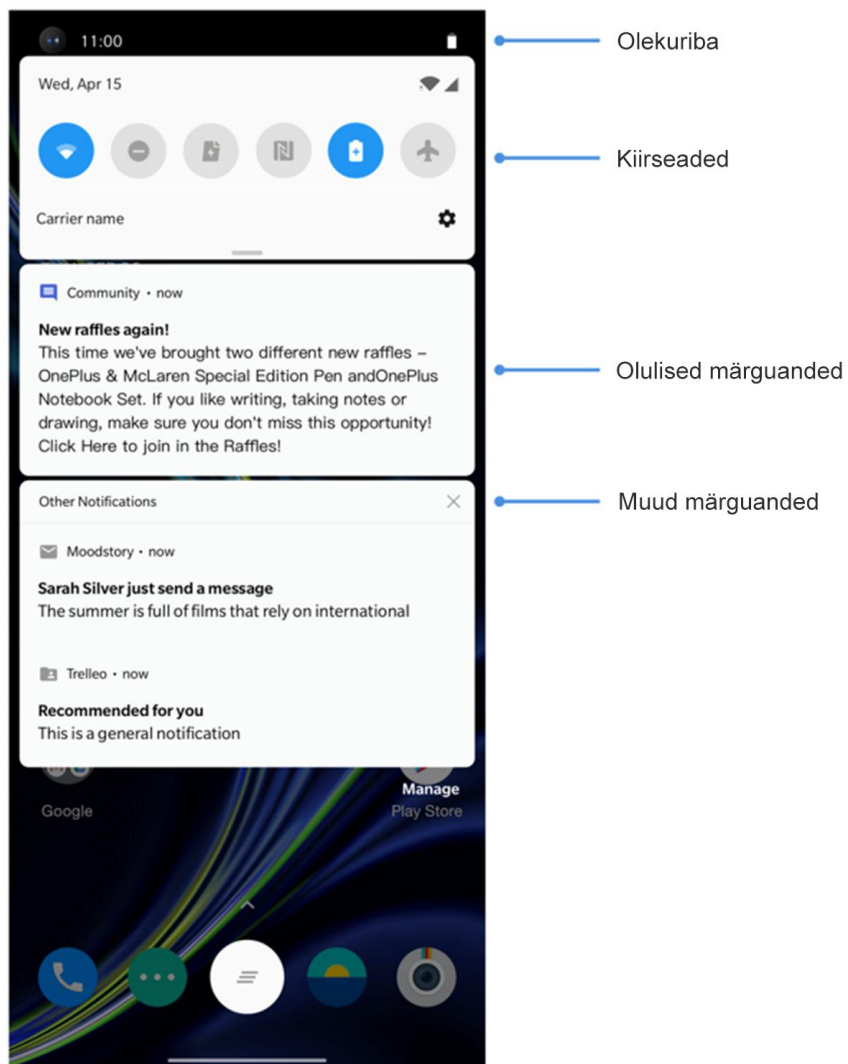 11:00
Olekuriba
Wed, Apr 15
Kiirseaded
Carrier name
Community • now
New raffles again!
This time we've brought two different new raffles –
OnePlus & McLaren Special Edition Pen andOnePlus
Notebook Set. If you like writing, taking notes or
drawing, make sure you don't miss this opportunity!
Click Here to join in the Raffles!
Olulised märguanded
Other Notifications
Muud märguanded
Moodstory • now
Sarah Silver just send a message
The summer is full of films that rely on international
Trelleo • now
Recommended for you
This is a general notification
Manage
Google
Play Store